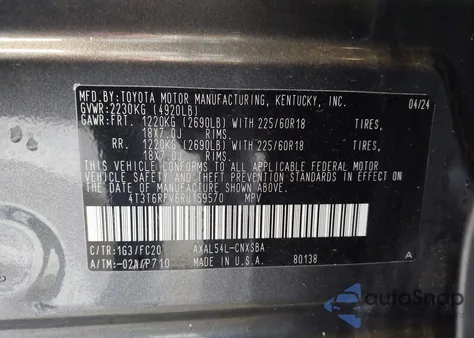 MFD.BY:TOYOTA MOTOR MANUFACTURING, KENTUCKY, INC. 04/24
GVWR:2230KG (4920LB)
GAWR:FRT. 1220KG (2690LB) WITH 225/60R18 TIRES,
18X7.0J RIMS.
RR. 1220KG (2690LB) WITH 225/60R18 TIRES,
18X7.0J RIMS.
THIS VEHICLE CONFORMS TO ALL APPLICABLE FEDERAL MOTOR
VEHICLE SAFETY AND THEFT PREVENTION STANDARDS IN EFFECT
ON THE DATE OF MANUFACTURE SHOWN ABOVE.
4T3T6RFV6RU159570 MPV
C/TR:1G3/FC20 AXAL54L-CNXSBA
A/TM: /P710 MADE IN U.S.A. 80138 A
autoSnap